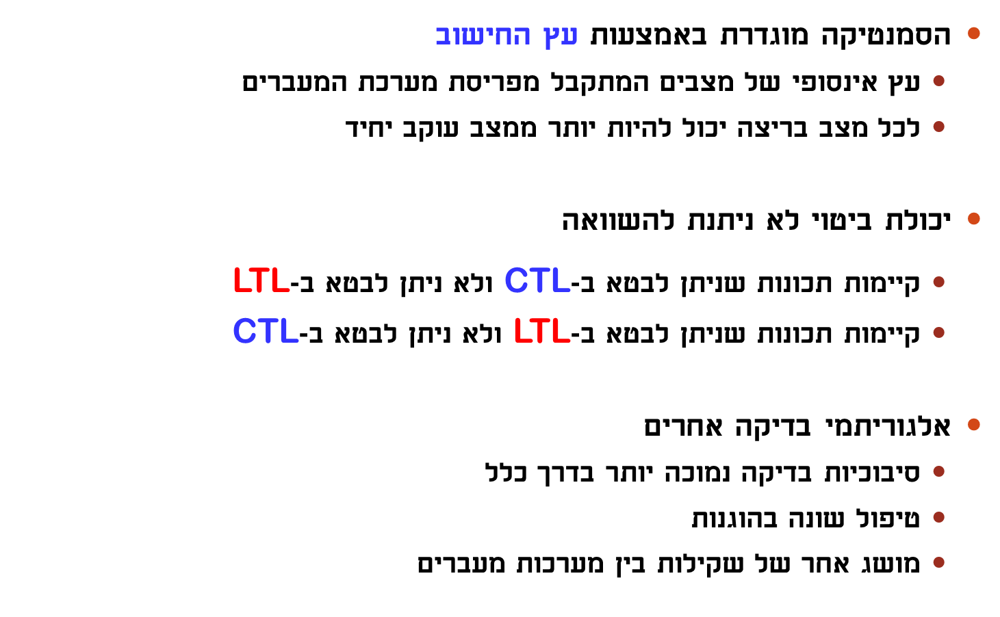 • הסמנטיקה מוגדרת באמצעות עץ החישוב
• עץ אינסופי של מצבים המתקבל מפריסת מערכת המעברים
• לכל מצב בריצה יכול להיות יותר ממצב עוקב יחיד
• יכולת ביטוי לא ניתנת להשוואה
• קיימות תכונות שניתן לבטא ב-CTL ולא ניתן לבטא ב-LTL
• קיימות תכונות שניתן לבטא ב-LTL ולא ניתן לבטא ב-CTL
• אלגוריתמי בדיקה אחרים
• סיבוכיות בדיקה נמוכה יותר בדרך כלל
• טיפול שונה בהוגנות
• מושג אחר של שקילות בין מערכות מעברים